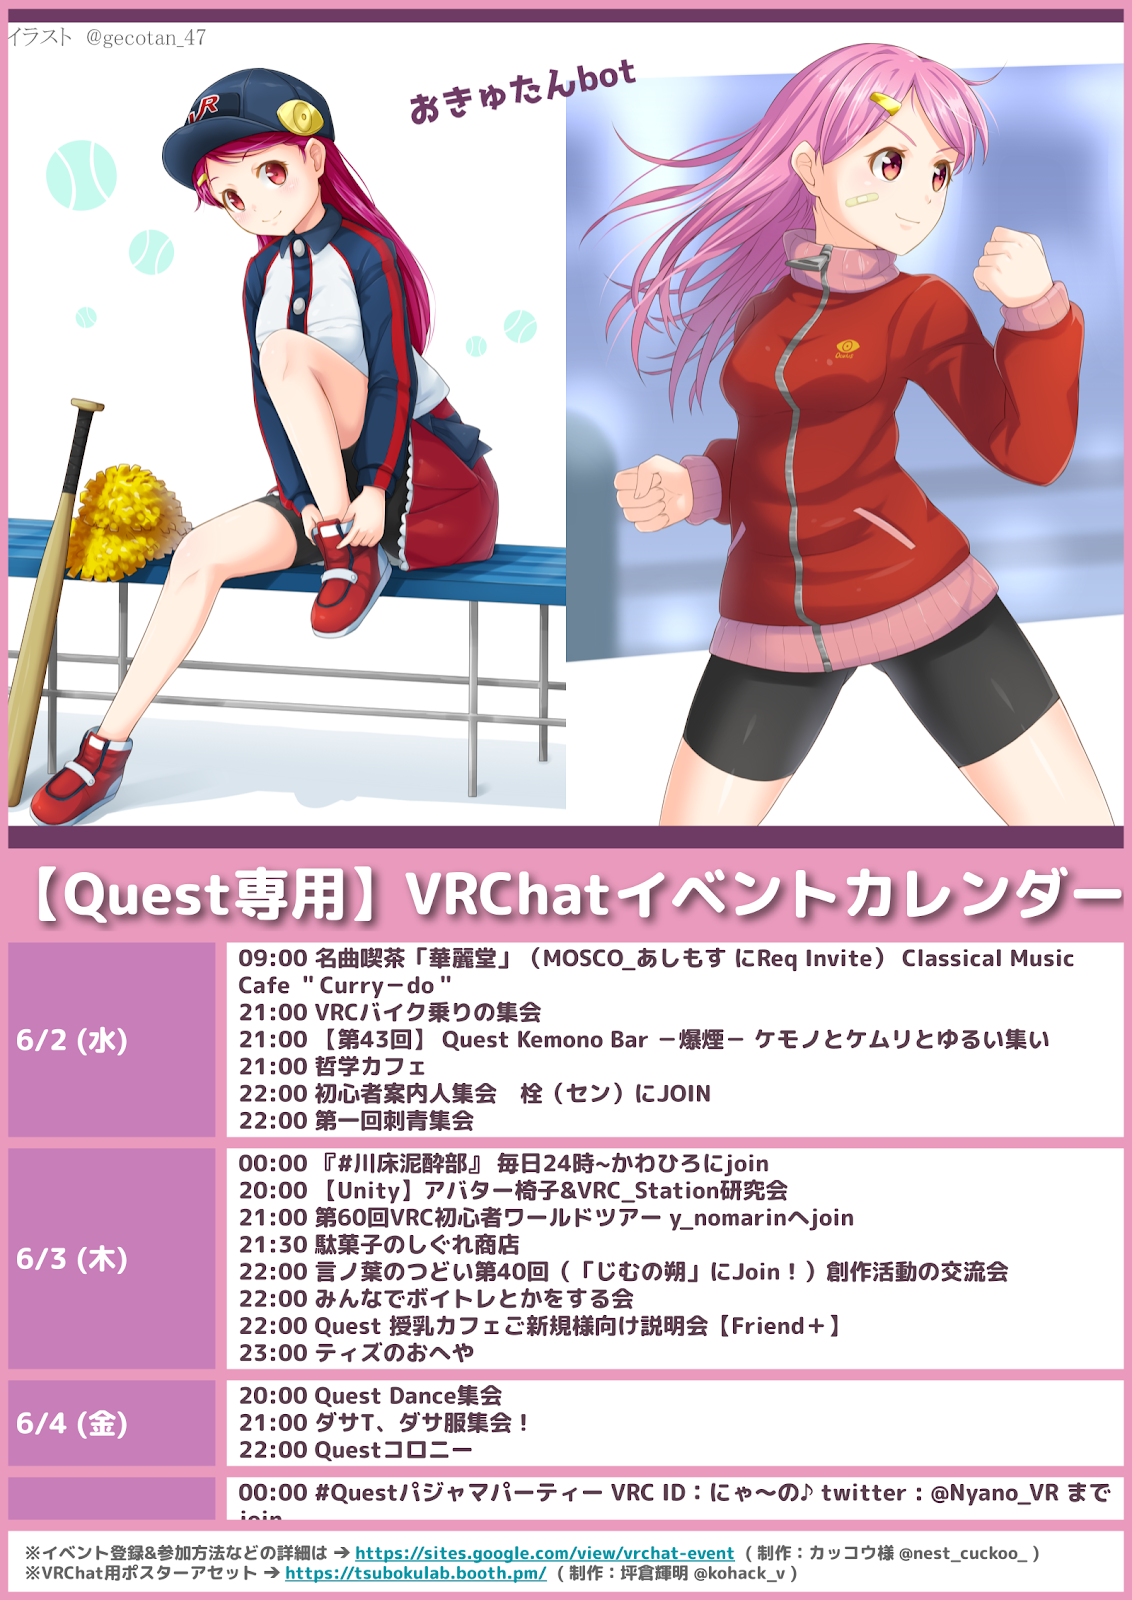 イラスト @gecotan_47
おきゅたんbot
VR
Quest
【Quest専用】VRChatイベントカレンダー
6/2 (水)
09:00 名曲喫茶「華麗堂」（MOSCO_あしもす にReq Invite） Classical Music
Cafe ＂Curry－do＂
21:00 VRCバイク乗りの集会
21:00 【第43回】 Quest Kemono Bar －爆煙－ ケモノとケムリとゆるい集い
21:00 哲学カフェ
22:00 初心者案内人集会　栓（セン）にJOIN
22:00 第一回刺青集会
6/3 (木)
00:00 『#川床泥酔部』 毎日24時~かわひろにjoin
20:00 【Unity】アバター椅子&VRC_Station研究会
21:00 第60回VRC初心者ワールドツアー y_nomarinへjoin
21:30 駄菓子のしぐれ商店
22:00 言ノ葉のつどい第40回（「じむの朔」にJoin！）創作活動の交流会
22:00 みんなでボイトレとかをする会
22:00 Quest 授乳カフェご新規様向け説明会【Friend＋】
23:00 ティズのおへや
6/4 (金)
20:00 Quest Dance集会
21:00 ダサT、ダサ服集会！
22:00 Questコロニー
00:00 #Questパジャマパーティー VRC ID：にゃ～の♪ twitter：@Nyano_VR まで
join
※イベント登録&参加方法などの詳細は ➔ https://sites.google.com/view/vrchat-event （制作：カッコウ様 @nest_cuckoo_ ）
※VRChat用ポスターアセット ➔ https://tsubokulab.booth.pm/ （制作：坪倉輝明 @kohack_v ）